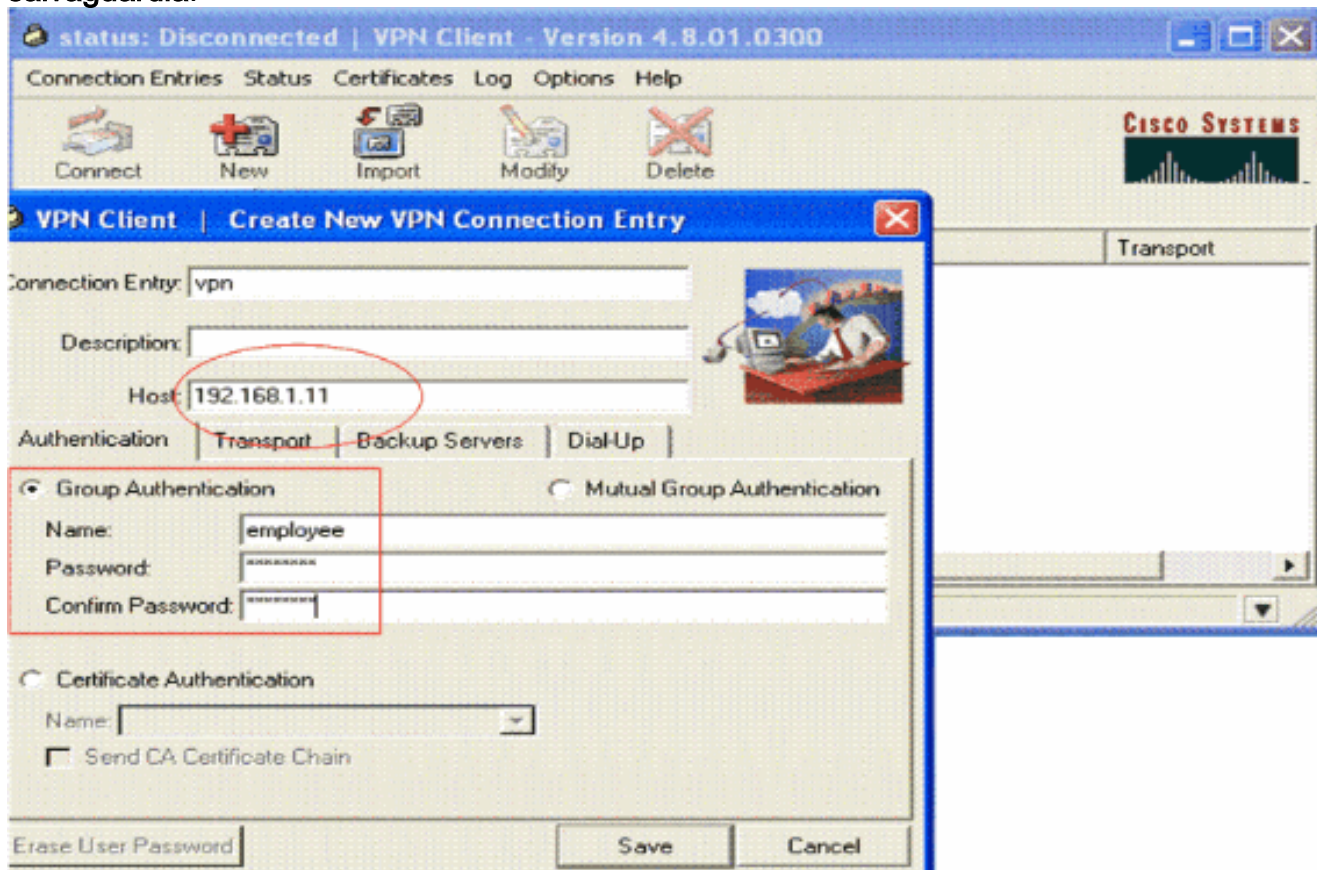 status: Disconnected | VPN Client - Version 4.8.01.0300
Connection Entries Status Certificates Log Options Help
Connect New Import Modify Delete
CISCO SYSTEMS
VPN Client | Create New VPN Connection Entry
Transport
Connection Entry: vpn
Description:
Host: 192.168.1.11
Authentication Transport Backup Servers Dial-Up
Group Authentication Mutual Group Authentication
Name: employee
Password: ********
Confirm Password: ********
Certificate Authentication
Name:
Send CA Certificate Chain
Erase User Password Save Cancel